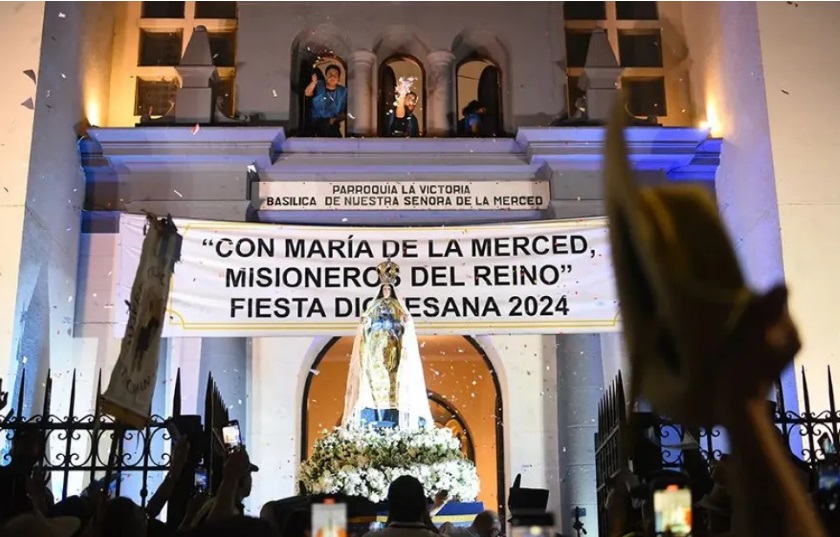 PARROQUIA LA VICTORIA
BASILICA DE NUESTRA SEÑORA DE LA MERCED
“CON MARÍA DE LA MERCED,
MISIONEROS DEL REINO”
FIESTA DIOCESANA 2024